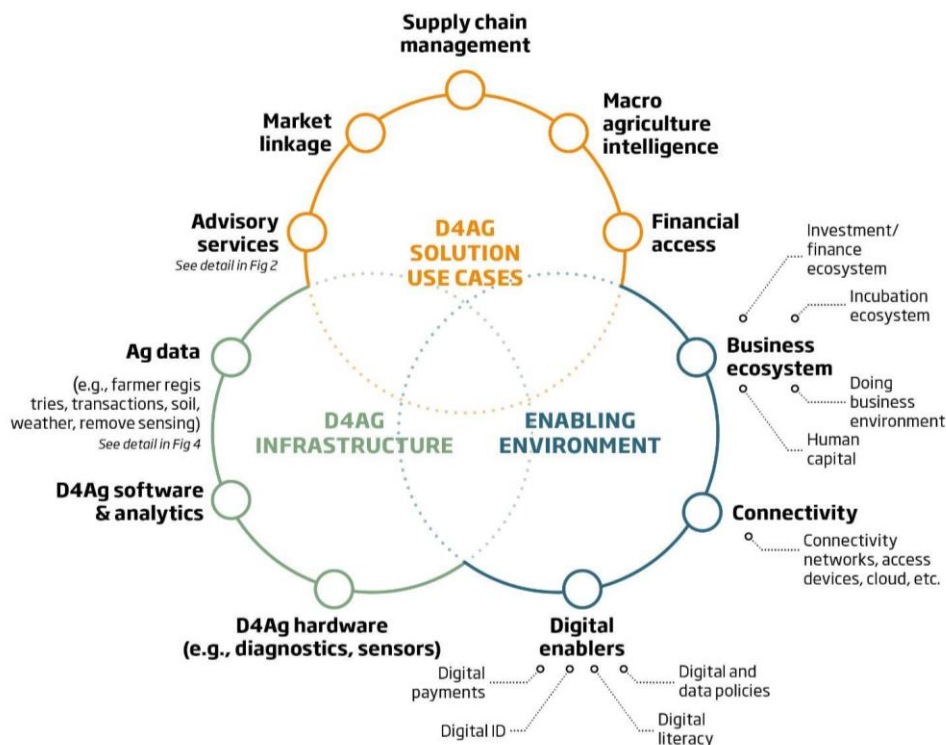 Supply chain
management
Market
linkage
Macro
agriculture
intelligence
Advisory
services
See detail in Fig 2
D4AG
SOLUTION
USE CASES
Financial
access
Investment/
finance
ecosystem
Incubation
ecosystem
Ag data
(e.g., farmer regis
tries, transactions, soil,
weather, remove sensing)
See detail in Fig 4
Business
ecosystem
Doing
business
environment
Human
capital
D4AG
INFRASTRUCTURE
ENABLING
ENVIRONMENT
D4Ag software
& analytics
Connectivity
Connectivity
networks, access
devices, cloud, etc.
D4Ag hardware
(e.g., diagnostics, sensors)
Digital
enablers
Digital
payments
Digital ID
Digital
literacy
Digital and
data policies